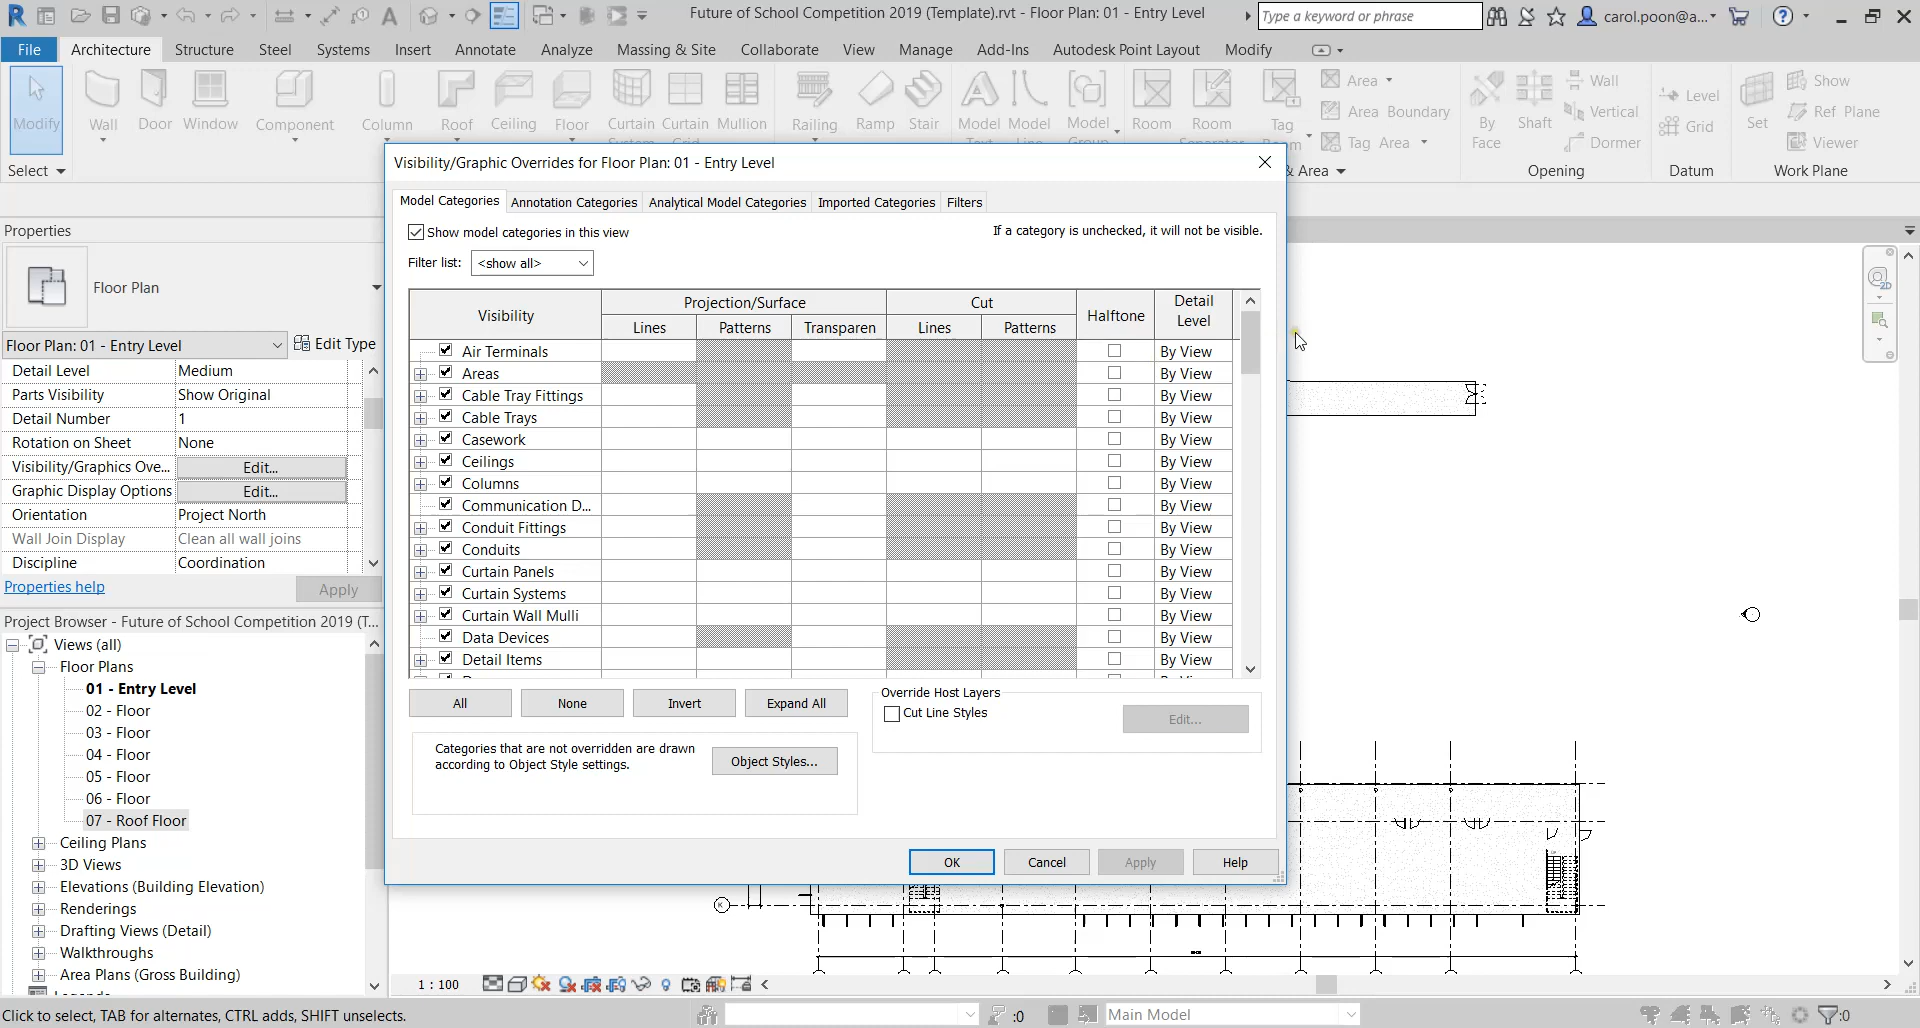 Future of School Competition 2019 (Template).rvt - Floor Plan: 01 - Entry Level
Type a keyword or phrase
carol.poon@a...
File Architecture Structure Steel Systems Insert Annotate Analyze Massing & Site Collaborate View Manage Add-Ins Autodesk Point Layout Modify
Modify
Wall
Door
Window
Component
Column
Roof
Ceiling
Floor
Curtain
Curtain
Mullion
Railing
Ramp
Stair
Model
Model
Model
Room
Room
Tag
Area
Area Boundary
Tag Area
By
Face
Shaft
Wall
Vertical
Dormer
Level
Grid
Set
Show
Ref Plane
Viewer
Select
& Area
Opening
Datum
Work Plane
Properties
Floor Plan
Floor Plan: 01 - Entry Level
Edit Type
Detail Level Medium
Parts Visibility Show Original
Detail Number 1
Rotation on Sheet None
Visibility/Graphics Ove... Edit...
Graphic Display Options Edit...
Orientation Project North
Wall Join Display Clean all wall joins
Discipline Coordination
Properties help
Apply
Project Browser - Future of School Competition 2019 (T...
Views (all)
Floor Plans
01 - Entry Level
02 - Floor
03 - Floor
04 - Floor
05 - Floor
06 - Floor
07 - Roof Floor
Ceiling Plans
3D Views
Elevations (Building Elevation)
Renderings
Drafting Views (Detail)
Walkthroughs
Area Plans (Gross Building)
Visibility/Graphic Overrides for Floor Plan: 01 - Entry Level
Model Categories Annotation Categories Analytical Model Categories Imported Categories Filters
Show model categories in this view
If a category is unchecked, it will not be visible.
Filter list: <show all>
Visibility
Projection/Surface
Cut
Halftone
Detail
Level
Lines Patterns Transparen Lines Patterns
Air Terminals By View
Areas By View
Cable Tray Fittings By View
Cable Trays By View
Casework By View
Ceilings By View
Columns By View
Communication D... By View
Conduit Fittings By View
Conduits By View
Curtain Panels By View
Curtain Systems By View
Curtain Wall Mulli By View
Data Devices By View
Detail Items By View
All None Invert Expand All
Override Host Layers
Cut Line Styles
Edit...
Categories that are not overridden are drawn
according to Object Style settings.
Object Styles...
OK Cancel Apply Help
2D
K
1 : 100
Click to select, TAB for alternates, CTRL adds, SHIFT unselects.
:0
Main Model
:0